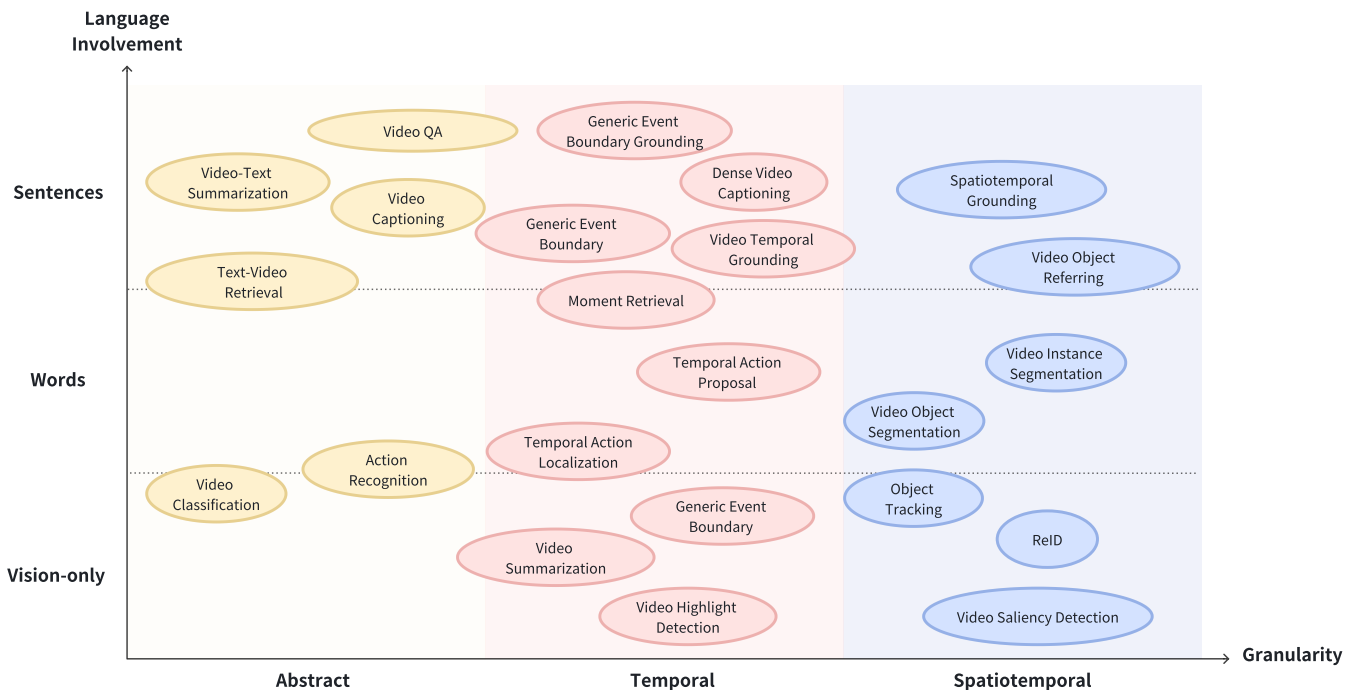 Language
Involvement
Video QA
Generic Event
Boundary Grounding
Video-Text
Summarization
Dense Video
Captioning
Spatiotemporal
Grounding
Sentences
Video
Captioning
Generic Event
Boundary
Video Temporal
Grounding
Video Object
Referring
Text-Video
Retrieval
Moment Retrieval
Video Instance
Segmentation
Temporal Action
Proposal
Words
Video Object
Segmentation
Temporal Action
Localization
Action
Recognition
Video
Classification
Object
Tracking
Generic Event
Boundary
ReID
Video
Summarization
Vision-only
Video Highlight
Detection
Video Saliency Detection
Granularity
Abstract
Temporal
Spatiotemporal